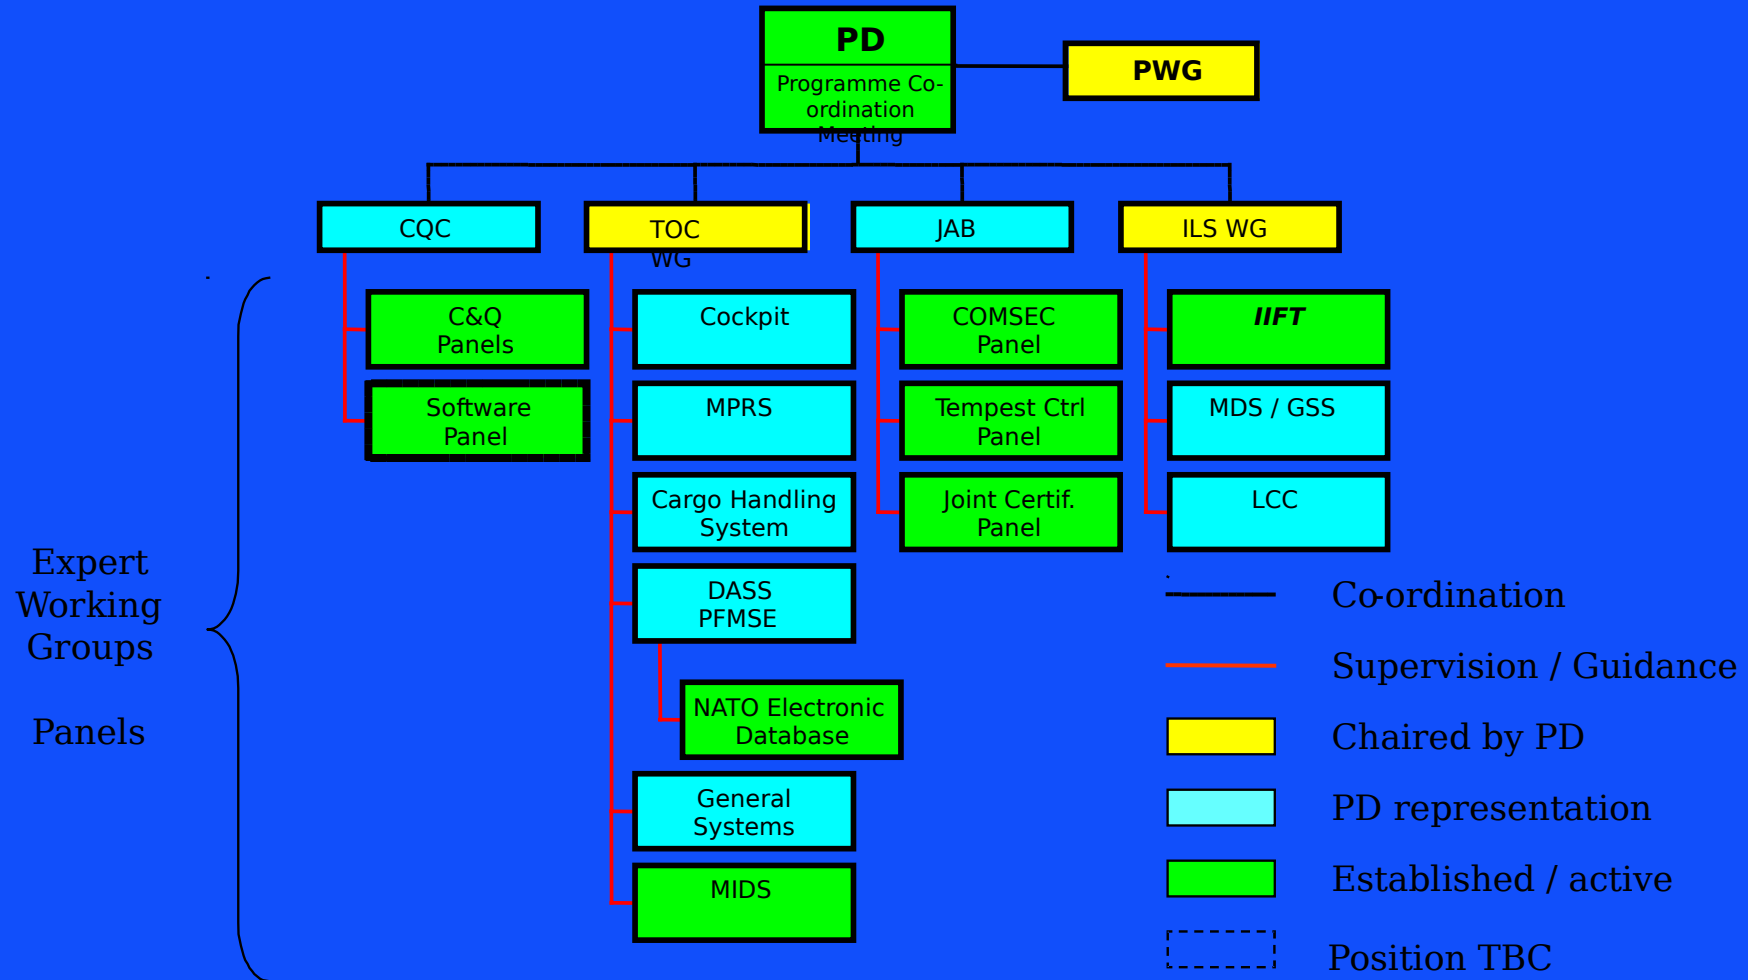 PD
Programme Co-
ordination
Meeting
PWG
CQC
TOC
WG
JAB
ILS WG
C&Q
Panels
Software
Panel
Cockpit
MPRS
Cargo Handling
System
DASS
PFMSE
NATO Electronic
Database
General
Systems
MIDS
COMSEC
Panel
Tempest Ctrl
Panel
Joint Certif.
Panel
IIFT
MDS / GSS
LCC
Expert
Working
Groups
Panels
Co-ordination
Supervision / Guidance
Chaired by PD
PD representation
Established / active
Position TBC